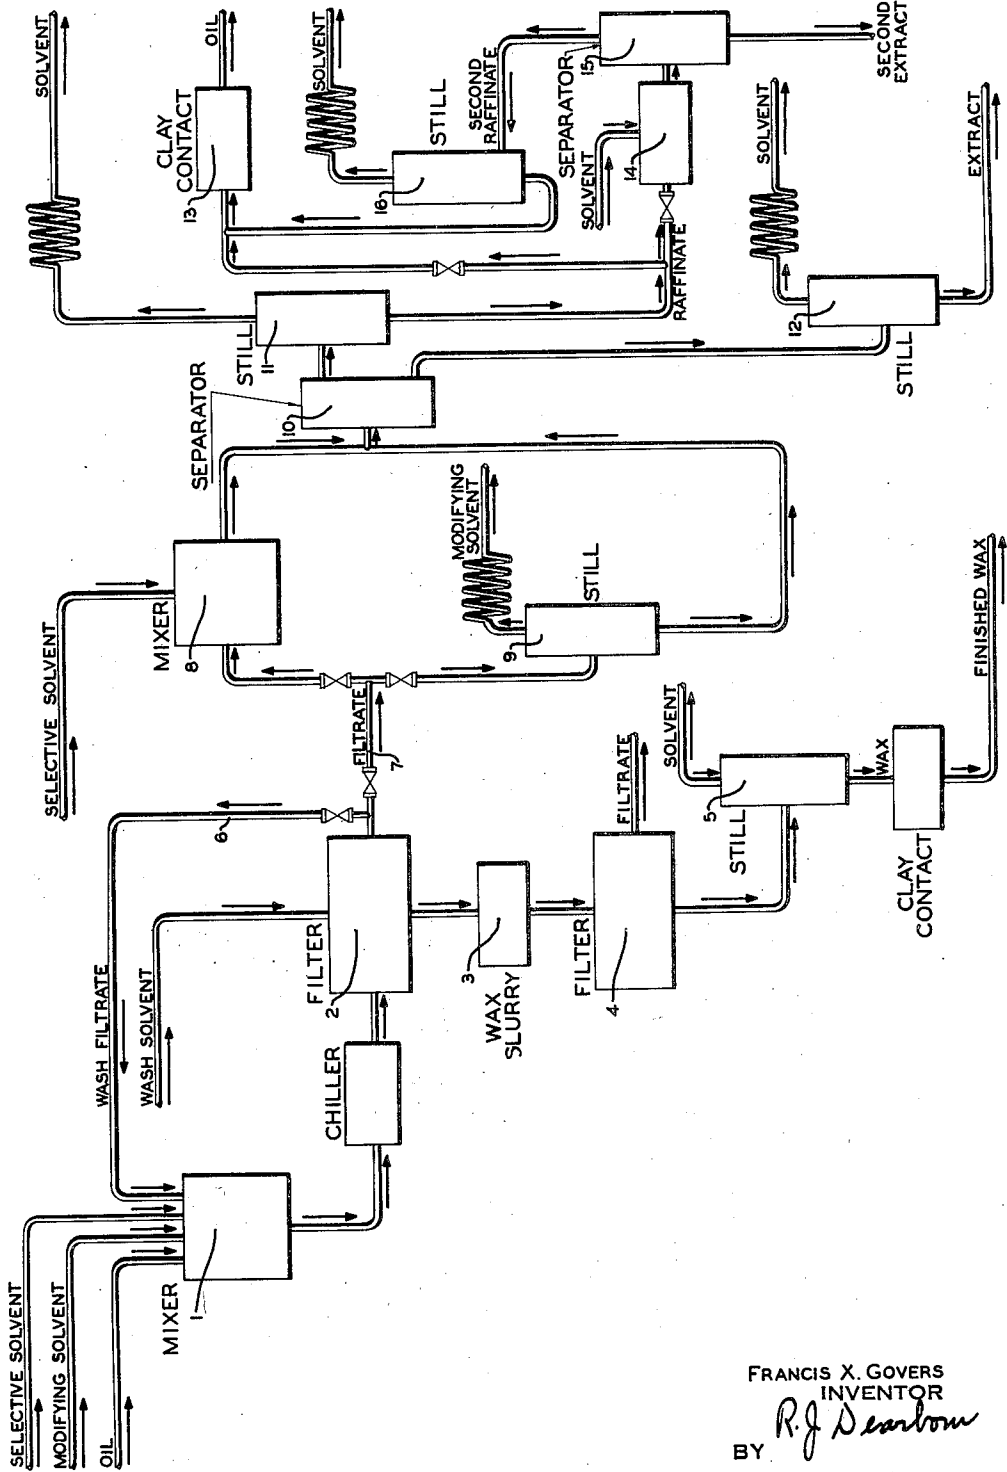 SELECTIVE SOLVENT
MODIFYING SOLVENT
OIL
MIXER
1
WASH FILTRATE
WASH SOLVENT
CHILLER
FILTER
2
6
WAX
SLURRY
3
FILTER
4
FILTRATE
FILTRATE
7
SELECTIVE SOLVENT
MIXER
8
STILL
9
MODIFYING
SOLVENT
STILL
5
SOLVENT
WAX
CLAY
CONTACT
FINISHED WAX
SEPARATOR
10
STILL
11
SOLVENT
STILL
12
SOLVENT
EXTRACT
RAFFINATE
CLAY
CONTACT
13
OIL
STILL
16
SOLVENT
SECOND
RAFFINATE
SOLVENT
14
SEPARATOR
15
SECOND
EXTRACT
FRANCIS X. GOVERS
INVENTOR
BY R. J. Dearborn